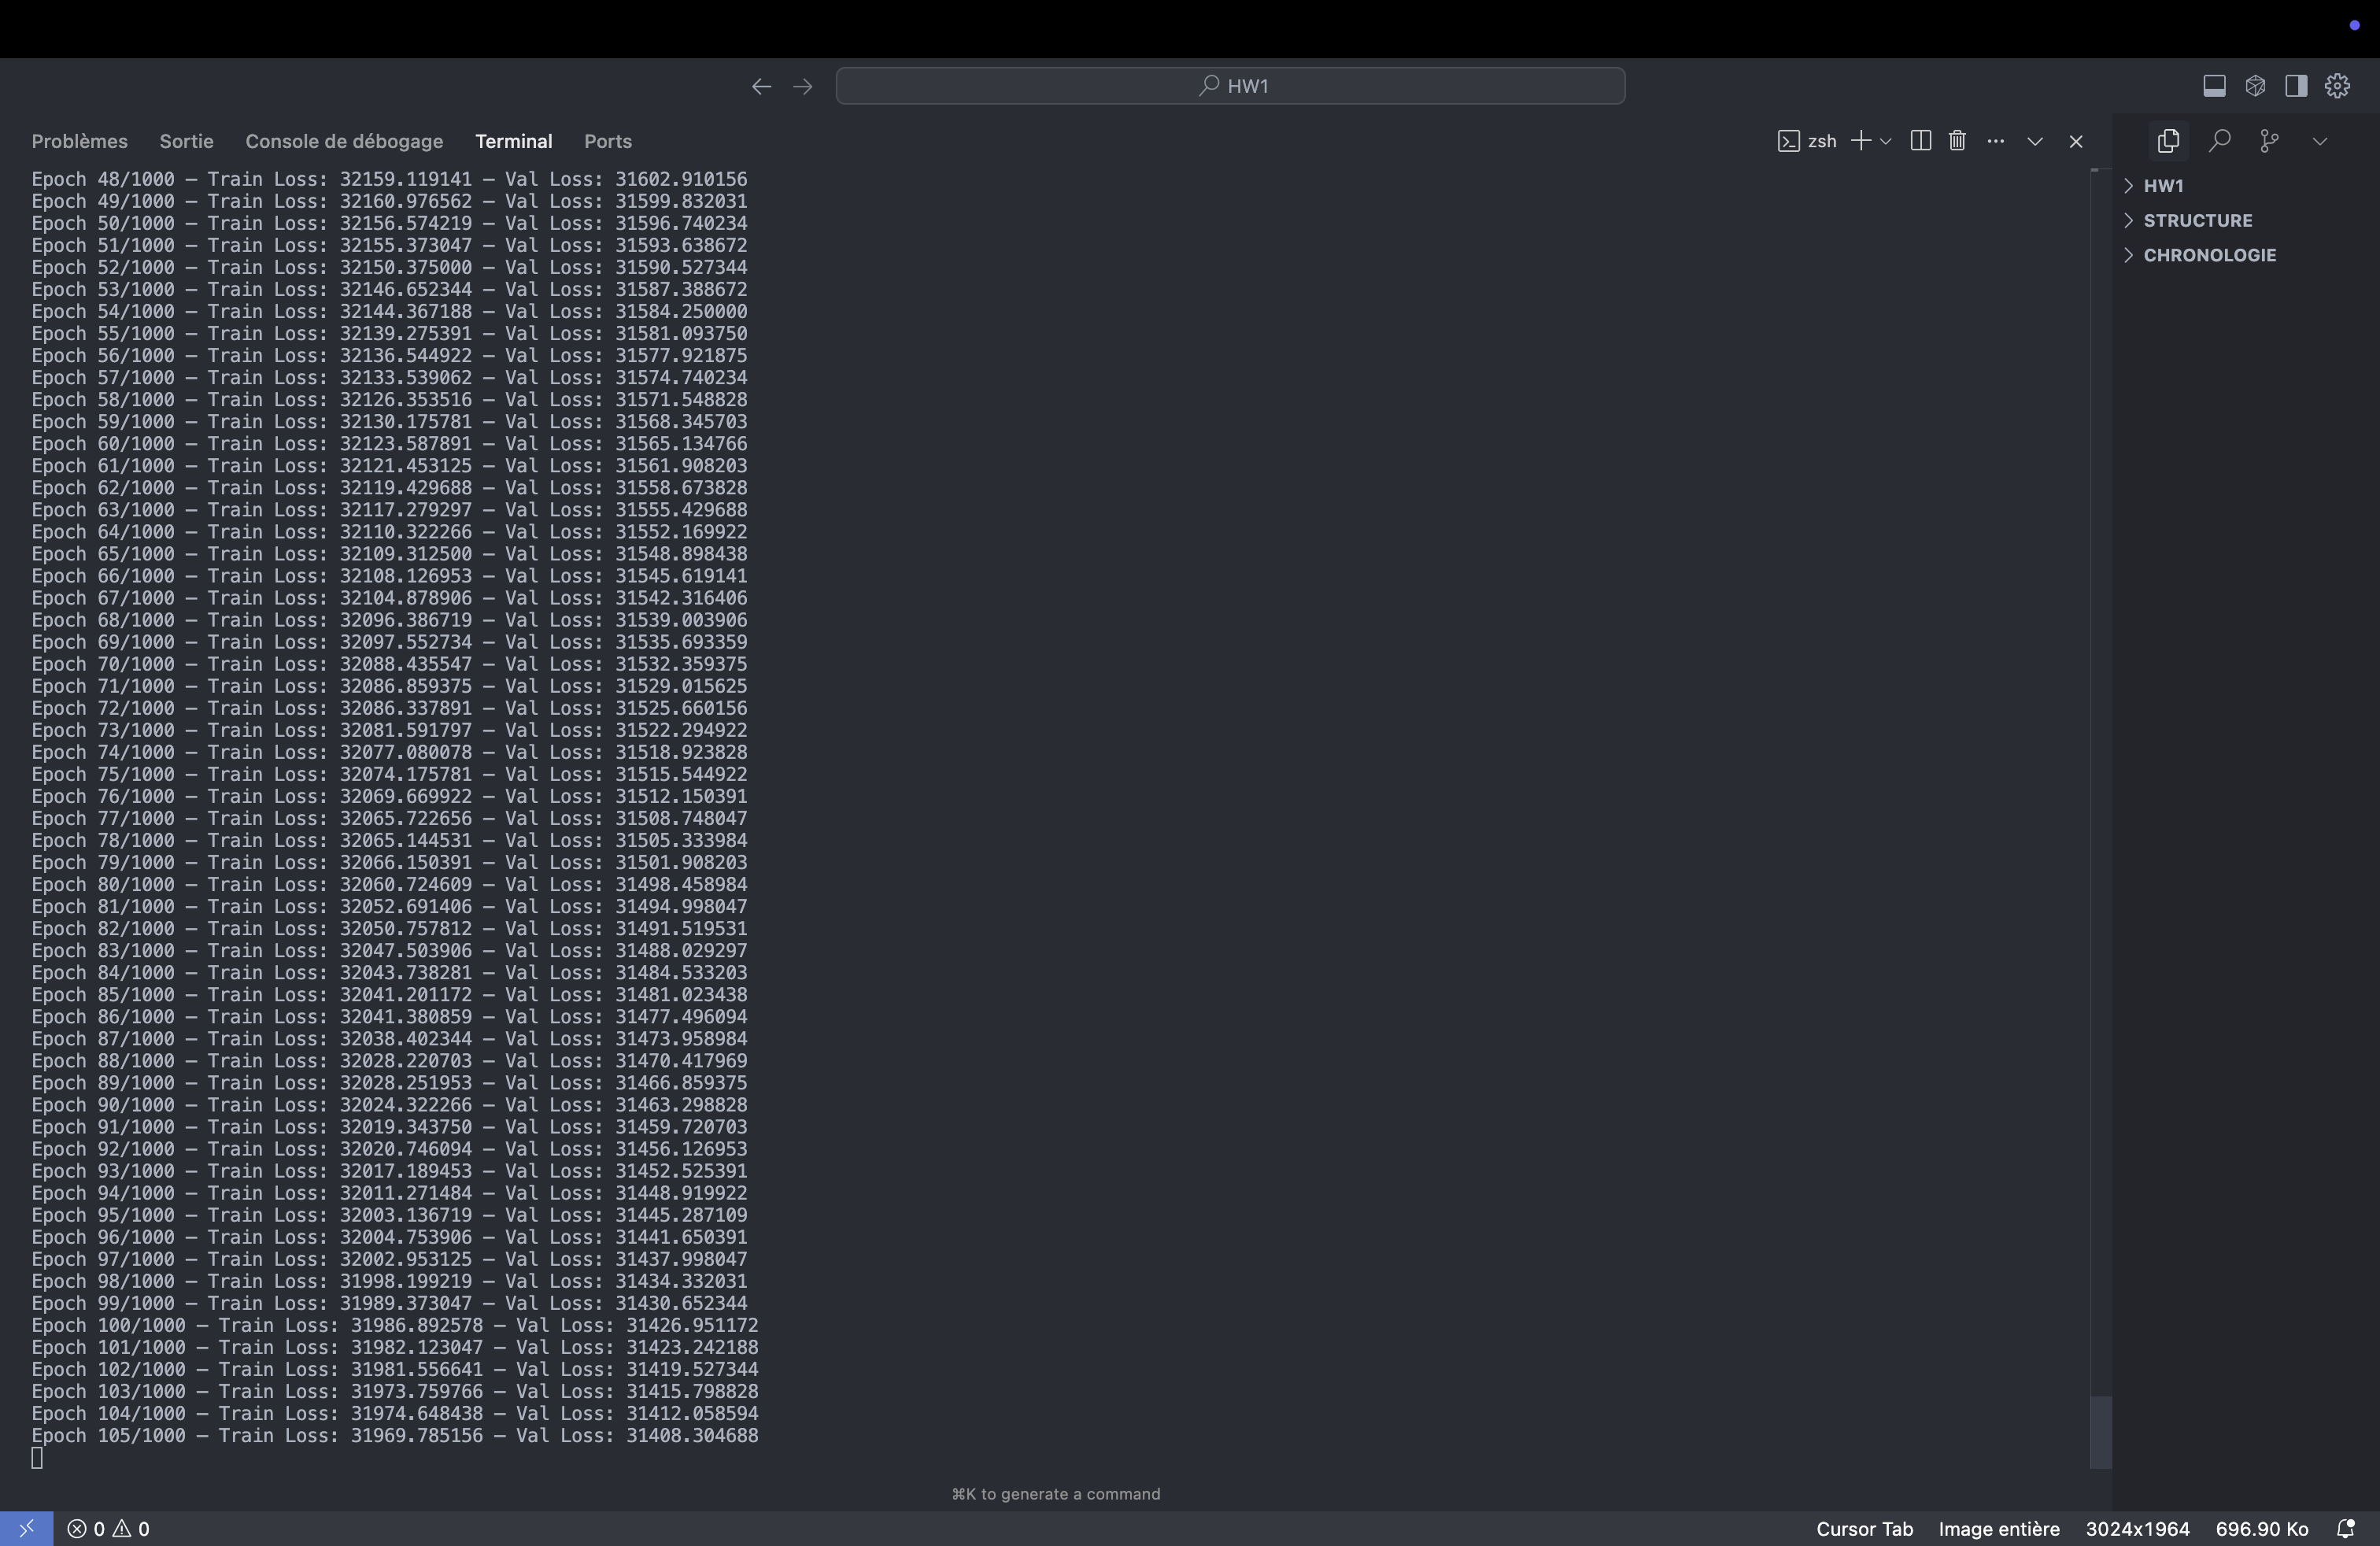 HW1
Problèmes Sortie Console de débogage Terminal Ports
zsh
Epoch 48/1000 — Train Loss: 32159.119141 — Val Loss: 31602.910156
Epoch 49/1000 — Train Loss: 32160.976562 — Val Loss: 31599.832031
Epoch 50/1000 — Train Loss: 32156.574219 — Val Loss: 31596.740234
Epoch 51/1000 — Train Loss: 32155.373047 — Val Loss: 31593.638672
Epoch 52/1000 — Train Loss: 32150.375000 — Val Loss: 31590.527344
Epoch 53/1000 — Train Loss: 32146.652344 — Val Loss: 31587.388672
Epoch 54/1000 — Train Loss: 32144.367188 — Val Loss: 31584.250000
Epoch 55/1000 — Train Loss: 32139.275391 — Val Loss: 31581.093750
Epoch 56/1000 — Train Loss: 32136.544922 — Val Loss: 31577.921875
Epoch 57/1000 — Train Loss: 32133.539062 — Val Loss: 31574.740234
Epoch 58/1000 — Train Loss: 32126.353516 — Val Loss: 31571.548828
Epoch 59/1000 — Train Loss: 32130.175781 — Val Loss: 31568.345703
Epoch 60/1000 — Train Loss: 32123.587891 — Val Loss: 31565.134766
Epoch 61/1000 — Train Loss: 32121.453125 — Val Loss: 31561.908203
Epoch 62/1000 — Train Loss: 32119.429688 — Val Loss: 31558.673828
Epoch 63/1000 — Train Loss: 32117.279297 — Val Loss: 31555.429688
Epoch 64/1000 — Train Loss: 32110.322266 — Val Loss: 31552.169922
Epoch 65/1000 — Train Loss: 32109.312500 — Val Loss: 31548.898438
Epoch 66/1000 — Train Loss: 32108.126953 — Val Loss: 31545.619141
Epoch 67/1000 — Train Loss: 32104.878906 — Val Loss: 31542.316406
Epoch 68/1000 — Train Loss: 32096.386719 — Val Loss: 31539.003906
Epoch 69/1000 — Train Loss: 32097.552734 — Val Loss: 31535.693359
Epoch 70/1000 — Train Loss: 32088.435547 — Val Loss: 31532.359375
Epoch 71/1000 — Train Loss: 32086.859375 — Val Loss: 31529.015625
Epoch 72/1000 — Train Loss: 32086.337891 — Val Loss: 31525.660156
Epoch 73/1000 — Train Loss: 32081.591797 — Val Loss: 31522.294922
Epoch 74/1000 — Train Loss: 32077.080078 — Val Loss: 31518.923828
Epoch 75/1000 — Train Loss: 32074.175781 — Val Loss: 31515.544922
Epoch 76/1000 — Train Loss: 32069.669922 — Val Loss: 31512.150391
Epoch 77/1000 — Train Loss: 32065.722656 — Val Loss: 31508.748047
Epoch 78/1000 — Train Loss: 32065.144531 — Val Loss: 31505.333984
Epoch 79/1000 — Train Loss: 32066.150391 — Val Loss: 31501.908203
Epoch 80/1000 — Train Loss: 32060.724609 — Val Loss: 31498.458984
Epoch 81/1000 — Train Loss: 32052.691406 — Val Loss: 31494.998047
Epoch 82/1000 — Train Loss: 32050.757812 — Val Loss: 31491.519531
Epoch 83/1000 — Train Loss: 32047.503906 — Val Loss: 31488.029297
Epoch 84/1000 — Train Loss: 32043.738281 — Val Loss: 31484.533203
Epoch 85/1000 — Train Loss: 32041.201172 — Val Loss: 31481.023438
Epoch 86/1000 — Train Loss: 32041.380859 — Val Loss: 31477.496094
Epoch 87/1000 — Train Loss: 32038.402344 — Val Loss: 31473.958984
Epoch 88/1000 — Train Loss: 32028.220703 — Val Loss: 31470.417969
Epoch 89/1000 — Train Loss: 32028.251953 — Val Loss: 31466.859375
Epoch 90/1000 — Train Loss: 32024.322266 — Val Loss: 31463.298828
Epoch 91/1000 — Train Loss: 32019.343750 — Val Loss: 31459.720703
Epoch 92/1000 — Train Loss: 32020.746094 — Val Loss: 31456.126953
Epoch 93/1000 — Train Loss: 32017.189453 — Val Loss: 31452.525391
Epoch 94/1000 — Train Loss: 32011.271484 — Val Loss: 31448.919922
Epoch 95/1000 — Train Loss: 32003.136719 — Val Loss: 31445.287109
Epoch 96/1000 — Train Loss: 32004.753906 — Val Loss: 31441.650391
Epoch 97/1000 — Train Loss: 32002.953125 — Val Loss: 31437.998047
Epoch 98/1000 — Train Loss: 31998.199219 — Val Loss: 31434.332031
Epoch 99/1000 — Train Loss: 31989.373047 — Val Loss: 31430.652344
Epoch 100/1000 — Train Loss: 31986.892578 — Val Loss: 31426.951172
Epoch 101/1000 — Train Loss: 31982.123047 — Val Loss: 31423.242188
Epoch 102/1000 — Train Loss: 31981.556641 — Val Loss: 31419.527344
Epoch 103/1000 — Train Loss: 31973.759766 — Val Loss: 31415.798828
Epoch 104/1000 — Train Loss: 31974.648438 — Val Loss: 31412.058594
Epoch 105/1000 — Train Loss: 31969.785156 — Val Loss: 31408.304688
⌘K to generate a command
HW1
STRUCTURE
CHRONOLOGIE
0 0
Cursor Tab Image entière 3024x1964 696.90 Ko